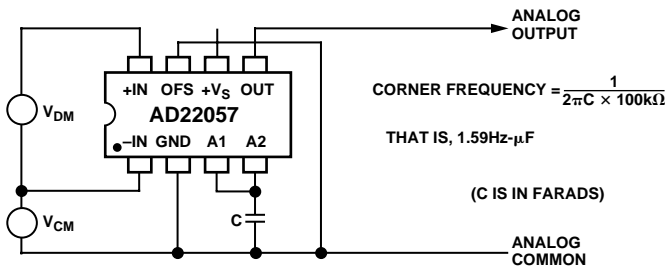 ANALOG
OUTPUT
+IN OFS +VS OUT
AD22057
–IN GND A1 A2
VDM
VCM
C
CORNER FREQUENCY = 1
2πC × 100kΩ
THAT IS, 1.59Hz-μF
(C IS IN FARADS)
ANALOG
COMMON